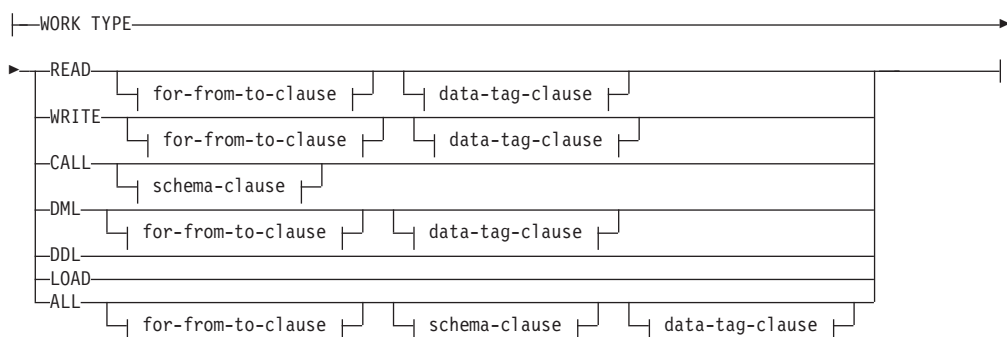 WORK TYPE
READ
for-from-to-clause data-tag-clause
WRITE
for-from-to-clause data-tag-clause
CALL
schema-clause
DML
for-from-to-clause data-tag-clause
DDL
LOAD
ALL
for-from-to-clause schema-clause data-tag-clause